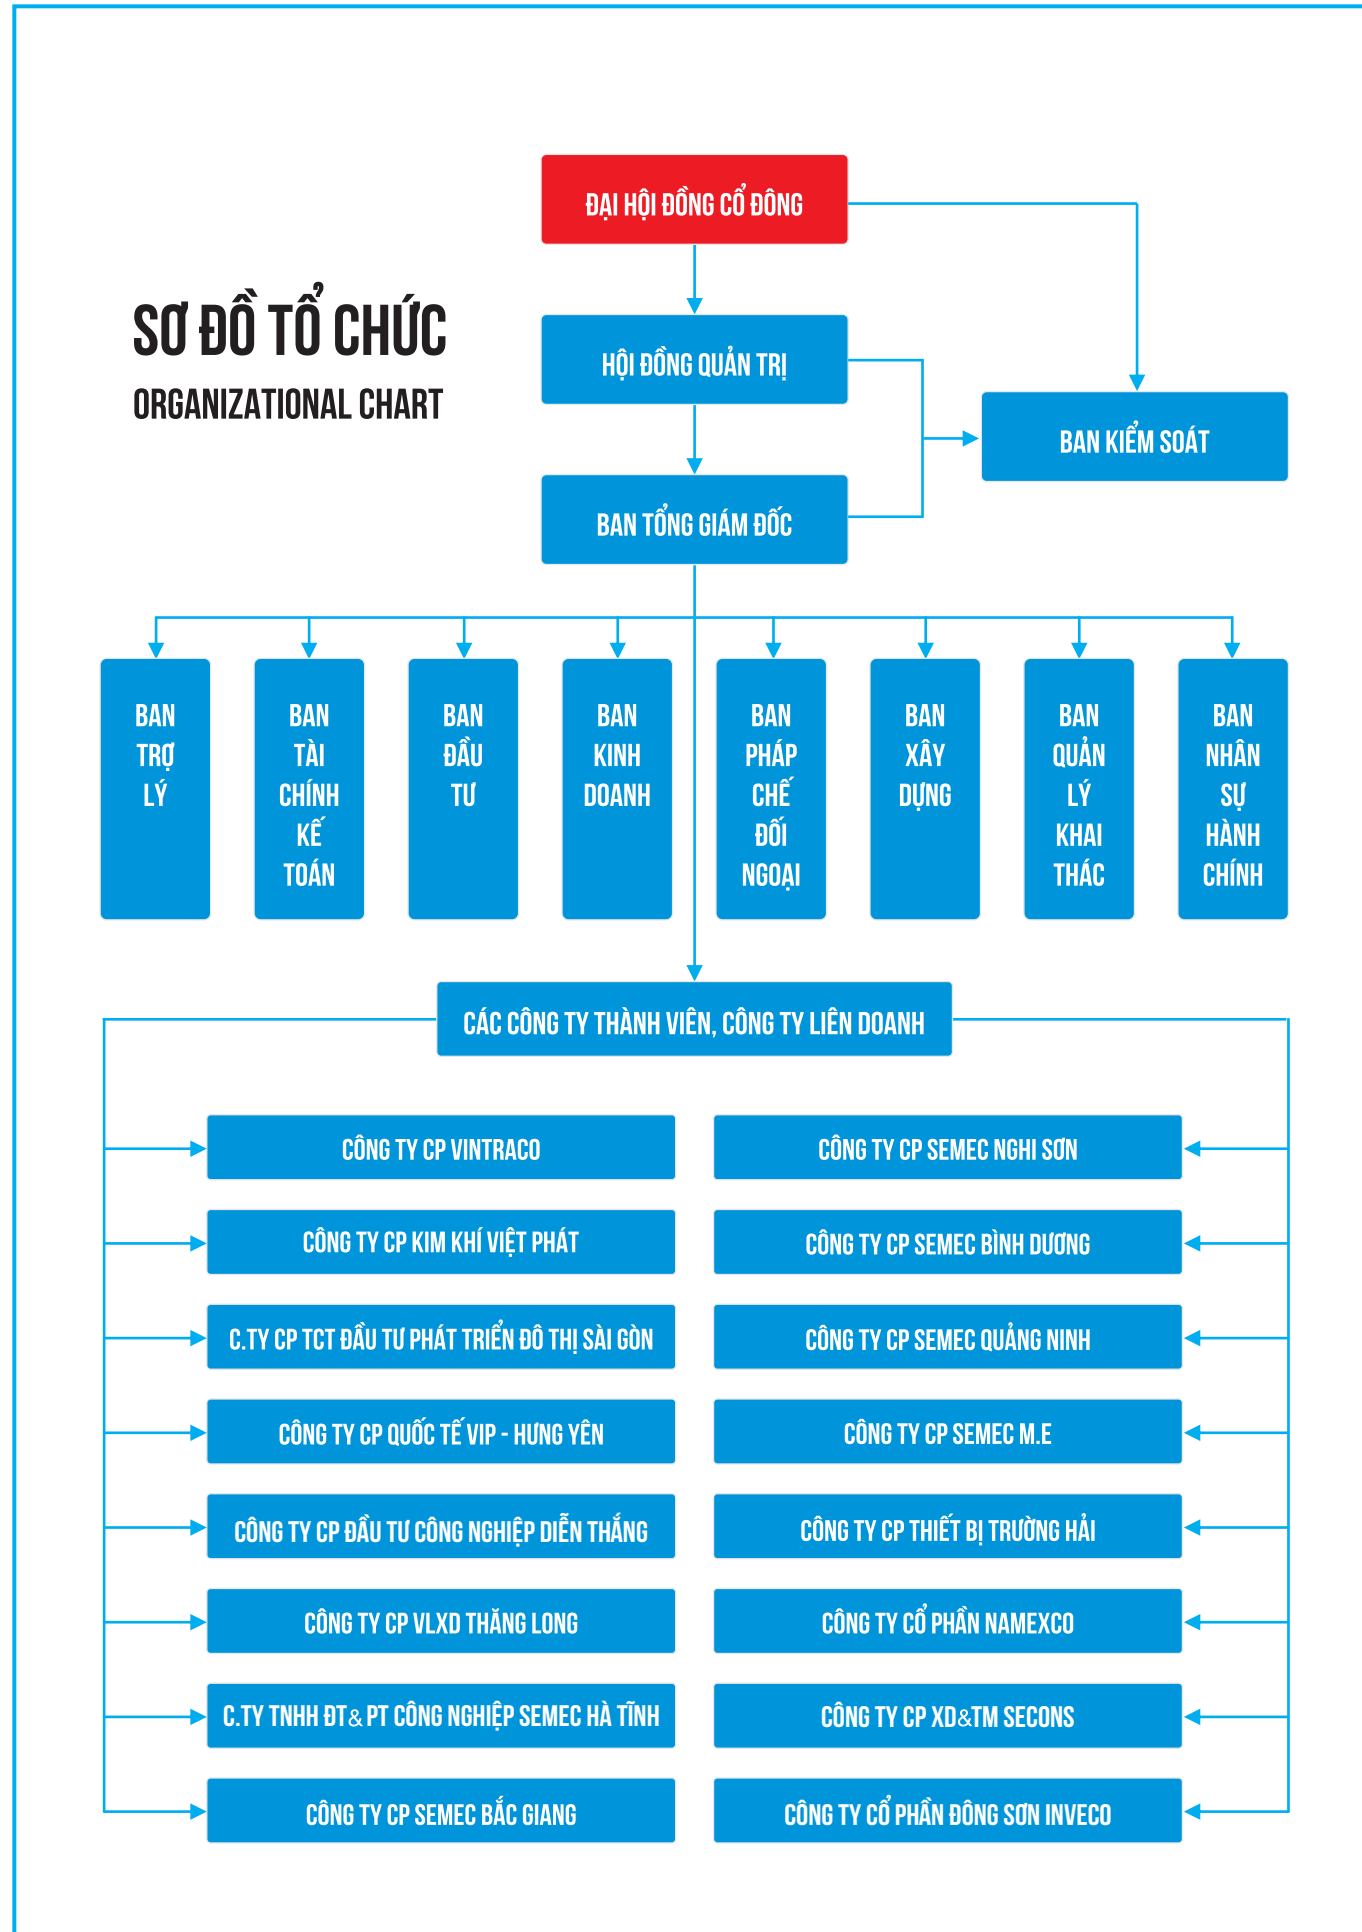 ĐẠI HỘI ĐỒNG CỔ ĐÔNG
SƠ ĐỒ TỔ CHỨC
ORGANIZATIONAL CHART
HỘI ĐỒNG QUẢN TRỊ
BAN KIỂM SOÁT
BAN TỔNG GIÁM ĐỐC
BAN
TRỢ
LÝ
BAN
TÀI
CHÍNH
KẾ
TOÁN
BAN
ĐẦU
TƯ
BAN
KINH
DOANH
BAN
PHÁP
CHẾ
ĐỐI
NGOẠI
BAN
XÂY
DỰNG
BAN
QUẢN
LÝ
KHAI
THÁC
BAN
NHÂN
SỰ
HÀNH
CHÍNH
CÁC CÔNG TY THÀNH VIÊN, CÔNG TY LIÊN DOANH
CÔNG TY CP VINTRACO
CÔNG TY CP KIM KHÍ VIỆT PHÁT
C.TY CP TCT ĐẦU TƯ PHÁT TRIỂN ĐÔ THỊ SÀI GÒN
CÔNG TY CP QUỐC TẾ VIP - HƯNG YÊN
CÔNG TY CP ĐẦU TƯ CÔNG NGHIỆP DIỄN THẮNG
CÔNG TY CP VLXD THĂNG LONG
C.TY TNHH ĐT& PT CÔNG NGHIỆP SEMEC HÀ TĨNH
CÔNG TY CP SEMEC BẮC GIANG
CÔNG TY CP SEMEC NGHI SƠN
CÔNG TY CP SEMEC BÌNH DƯƠNG
CÔNG TY CP SEMEC QUẢNG NINH
CÔNG TY CP SEMEC M.E
CÔNG TY CP THIẾT BỊ TRƯỜNG HẢI
CÔNG TY CỔ PHẦN NAMEXCO
CÔNG TY CP XD&TM SECONS
CÔNG TY CỔ PHẦN ĐÔNG SƠN INVECO